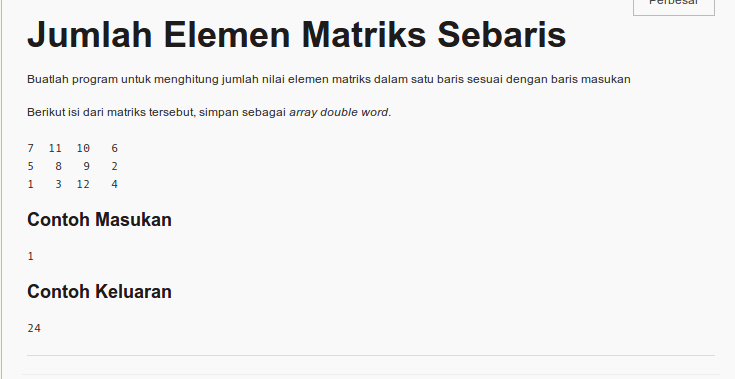 Perbesar
Jumlah Elemen Matriks Sebaris
Buatlah program untuk menghitung jumlah nilai elemen matriks dalam satu baris sesuai dengan baris masukan
Berikut isi dari matriks tersebut, simpan sebagai array double word.
7  11  10   6
5   8   9   2
1   3  12   4
Contoh Masukan
1
Contoh Keluaran
24